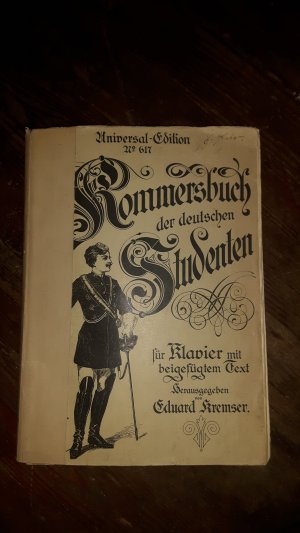 Universal-Edition
No 617
Kommersbuch
der deutschen
Studenten
für Klavier mit
beigefügtem Text
Herausgegeben
von
Eduard Kremser.